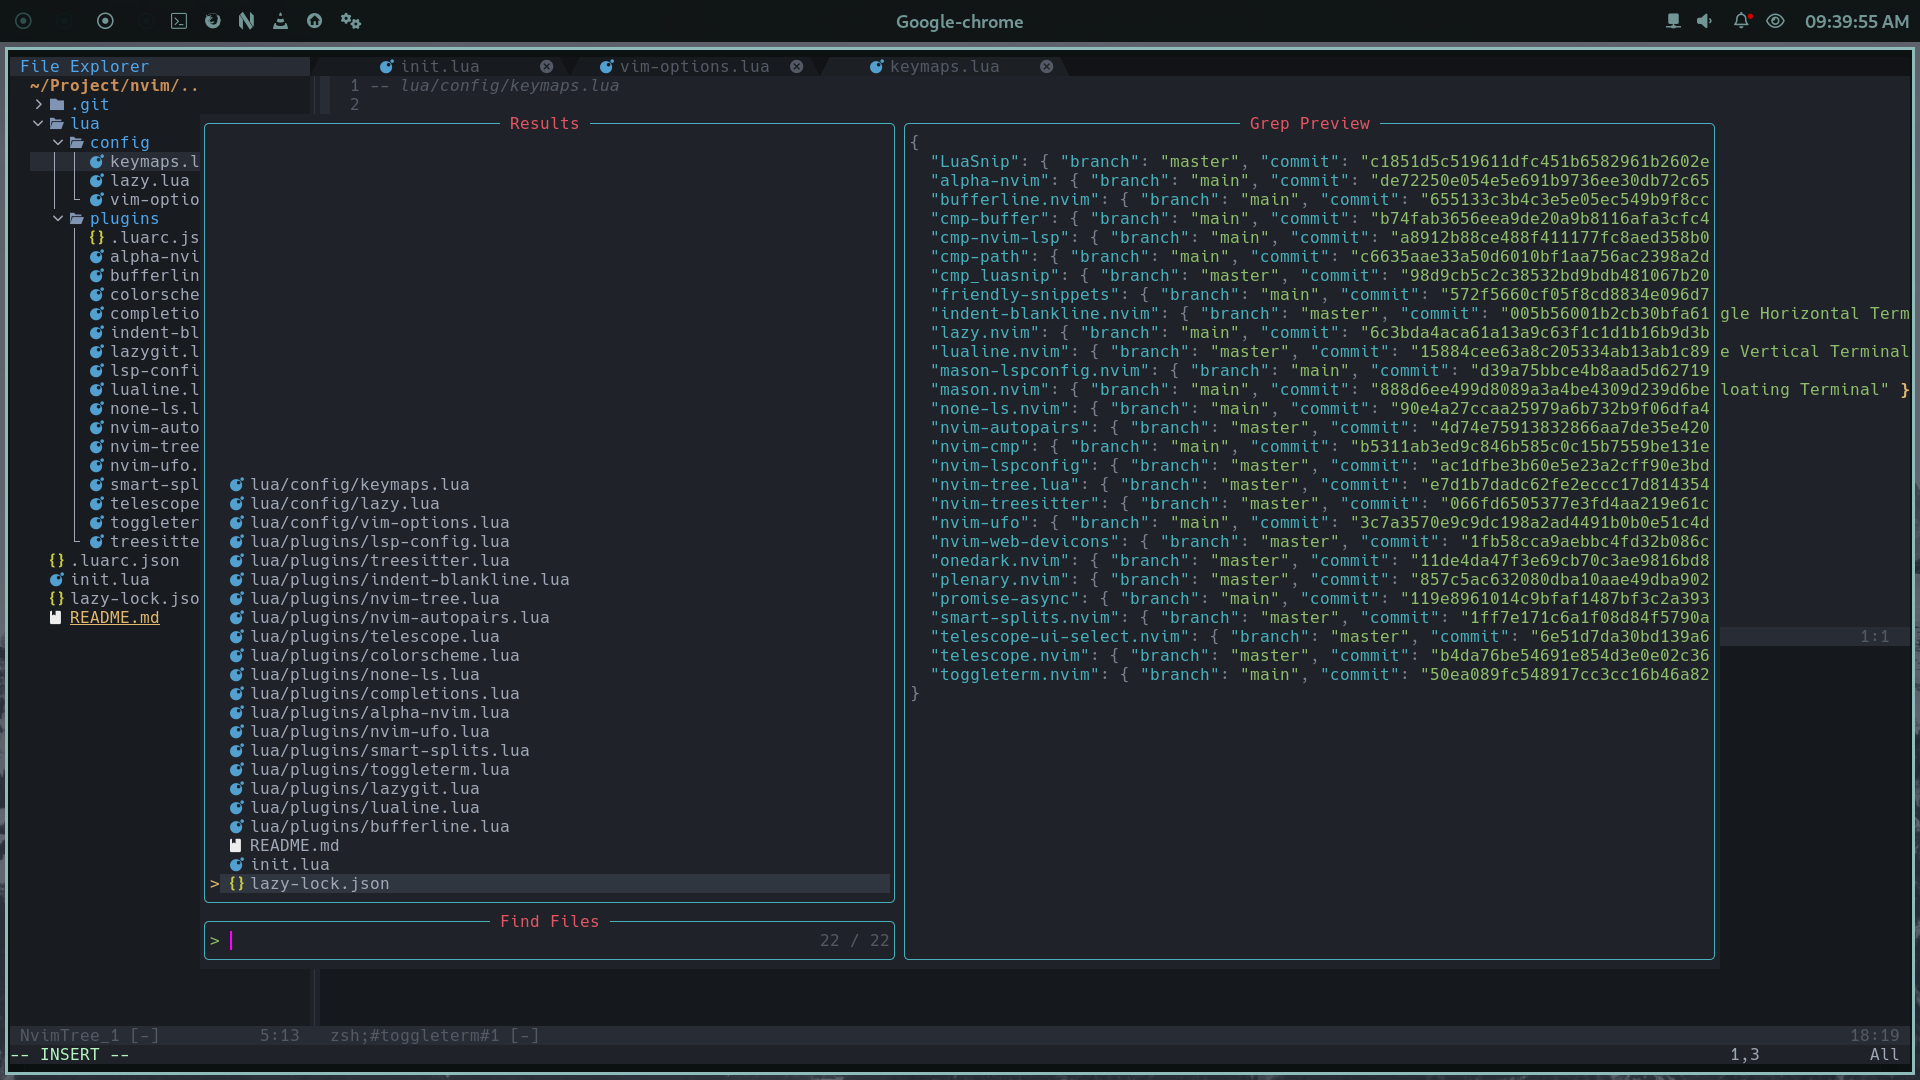 Google-chrome
09:39:55 AM
File Explorer
init.lua
vim-options.lua
keymaps.lua
~/Project/nvim/..
.git
lua
config
keymaps.l
lazy.lua
vim-optio
plugins
{} .luarc.js
alpha-nvi
bufferlin
colorsche
completio
indent-bl
lazygit.l
lsp-confi
lualine.l
none-ls.l
nvim-auto
nvim-tree
nvim-ufo.
smart-spl
telescope
toggleter
treesitte
{} .luarc.json
init.lua
{} lazy-lock.jso
README.md
1 -- lua/config/keymaps.lua
2
Results
lua/config/keymaps.lua
lua/config/lazy.lua
lua/config/vim-options.lua
lua/plugins/lsp-config.lua
lua/plugins/treesitter.lua
lua/plugins/indent-blankline.lua
lua/plugins/nvim-tree.lua
lua/plugins/nvim-autopairs.lua
lua/plugins/telescope.lua
lua/plugins/colorscheme.lua
lua/plugins/none-ls.lua
lua/plugins/completions.lua
lua/plugins/alpha-nvim.lua
lua/plugins/nvim-ufo.lua
lua/plugins/smart-splits.lua
lua/plugins/toggleterm.lua
lua/plugins/lazygit.lua
lua/plugins/lualine.lua
lua/plugins/bufferline.lua
README.md
init.lua
> {} lazy-lock.json
Find Files
> 22 / 22
Grep Preview
{
"LuaSnip": { "branch": "master", "commit": "c1851d5c519611dfc451b6582961b2602e
"alpha-nvim": { "branch": "main", "commit": "de72250e054e5e691b9736ee30db72c65
"bufferline.nvim": { "branch": "main", "commit": "655133c3b4c3e5e05ec549b9f8cc
"cmp-buffer": { "branch": "main", "commit": "b74fab3656eea9de20a9b8116afa3cfc4
"cmp-nvim-lsp": { "branch": "main", "commit": "a8912b88ce488f411177fc8aed358b0
"cmp-path": { "branch": "main", "commit": "c6635aae33a50d6010bf1aa756ac2398a2d
"cmp_luasnip": { "branch": "master", "commit": "98d9cb5c2c38532bd9bdb481067b20
"friendly-snippets": { "branch": "main", "commit": "572f5660cf05f8cd8834e096d7
"indent-blankline.nvim": { "branch": "master", "commit": "005b56001b2cb30bfa61
"lazy.nvim": { "branch": "main", "commit": "6c3bda4aca61a13a9c63f1c1d1b16b9d3b
"lualine.nvim": { "branch": "master", "commit": "15884cee63a8c205334ab13ab1c89
"mason-lspconfig.nvim": { "branch": "main", "commit": "d39a75bbce4b8aad5d62719
"mason.nvim": { "branch": "main", "commit": "888d6ee499d8089a3a4be4309d239d6be
"none-ls.nvim": { "branch": "main", "commit": "90e4a27ccaa25979a6b732b9f06dfa4
"nvim-autopairs": { "branch": "master", "commit": "4d74e75913832866aa7de35e420
"nvim-cmp": { "branch": "main", "commit": "b5311ab3ed9c846b585c0c15b7559be131e
"nvim-lspconfig": { "branch": "master", "commit": "ac1dfbe3b60e5e23a2cff90e3bd
"nvim-tree.lua": { "branch": "master", "commit": "e7d1b7dadc62fe2eccc17d814354
"nvim-treesitter": { "branch": "master", "commit": "066fd6505377e3fd4aa219e61c
"nvim-ufo": { "branch": "main", "commit": "3c7a3570e9c9dc198a2ad4491b0b0e51c4d
"nvim-web-devicons": { "branch": "master", "commit": "1fb58cca9aebbc4fd32b086c
"onedark.nvim": { "branch": "master", "commit": "11de4da47f3e69cb70c3ae9816bd8
"plenary.nvim": { "branch": "master", "commit": "857c5ac632080dba10aae49dba902
"promise-async": { "branch": "main", "commit": "119e8961014c9bfaf1487bf3c2a393
"smart-splits.nvim": { "branch": "master", "commit": "1ff7e171c6a1f08d84f5790a
"telescope-ui-select.nvim": { "branch": "master", "commit": "6e51d7da30bd139a6
"telescope.nvim": { "branch": "master", "commit": "b4da76be54691e854d3e0e02c36
"toggleterm.nvim": { "branch": "main", "commit": "50ea089fc548917cc3cc16b46a82
}
gle Horizontal Term
e Vertical Terminal
loating Terminal" }
1:1
NvimTree_1 [-] 5:13 zsh;#toggleterm#1 [-] 18:19
-- INSERT -- 1,3 All